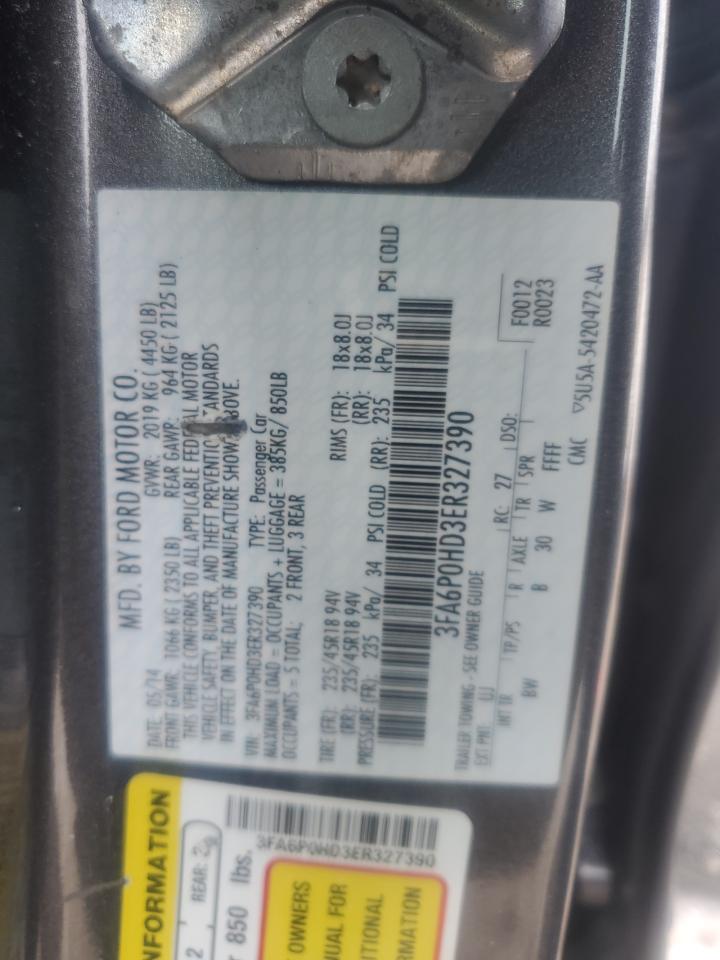 MFD. BY FORD MOTOR CO.
DATE: 05/14 GVWR: 2019 KG ( 4450 LB)
FRONT GAWR: 1066 KG ( 2350 LB) REAR GAWR: 964 KG ( 2125 LB)
THIS VEHICLE CONFORMS TO ALL APPLICABLE FEDERAL MOTOR
VEHICLE SAFETY, BUMPER, AND THEFT PREVENTION STANDARDS
IN EFFECT ON THE DATE OF MANUFACTURE SHOWN ABOVE.
VIN: 3FA6P0HD3ER327390 TYPE: Passenger Car
MAXIMUM LOAD = OCCUPANTS + LUGGAGE = 385KG/ 850LB
OCCUPANTS = 5 TOTAL; 2 FRONT, 3 REAR
TIRE (FR): 235/45R18 94V RIMS (FR): 18x8.0J
(RR): 235/45R18 94V (RR): 18x8.0J
PRESSURE (FR): 235 kPa/ 34 PSI COLD (RR): 235 kPa/ 34 PSI COLD
3FA6P0HD3ER327390
TRAILER TOWING - SEE OWNER GUIDE
EXT PNT: UJ RC: 27 DSO: F0012
R0023
INT TR TP/PS R AXLE TR SPR
BW B 30 W FFFF
CMC ▽5U5A-5420472-AA
3FA6P0HD3ER327390
NFORMATION
2 REAR:
850 lbs.
OWNERS
UAL FOR
ITIONAL